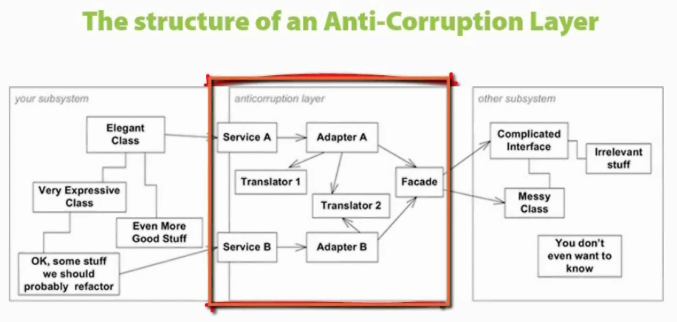 The structure of an Anti-Corruption Layer
your subsystem
anticorruption layer
other subsystem
Elegant
Class
Service A
Adapter A
Complicated
Interface
Irrelevant
stuff
Very Expressive
Class
Translator 1
Facade
Translator 2
Messy
Class
Even More
Good Stuff
Service B
Adapter B
You don't
even want to
know
OK, some stuff
we should
probably refactor